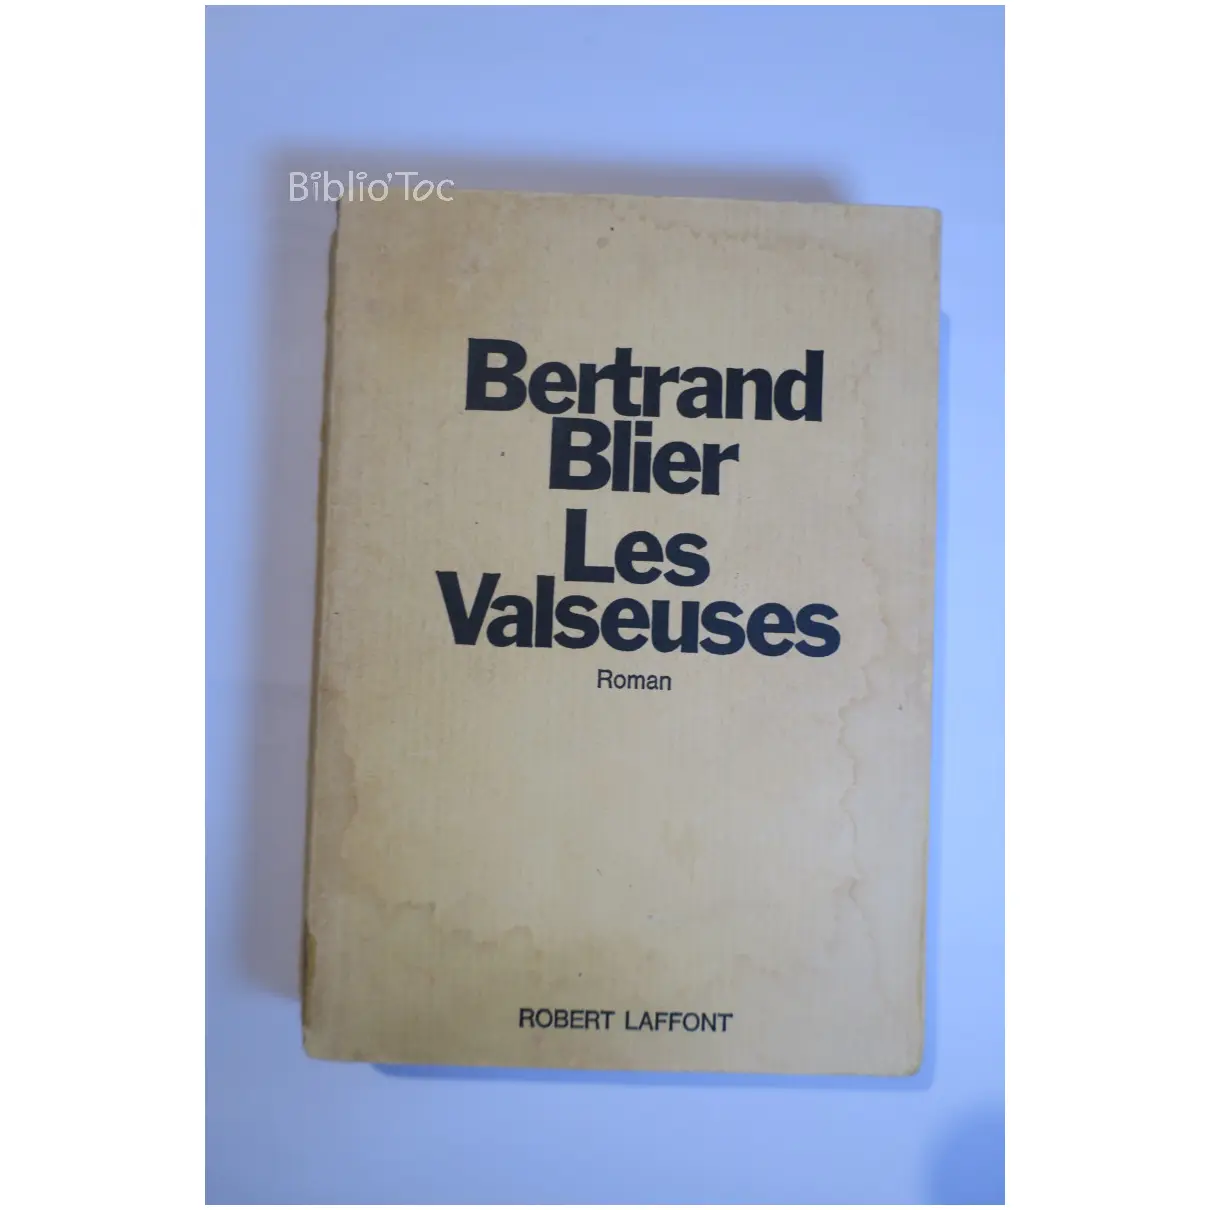 Biblio'Toc
Bertrand
Blier
Les
Valseuses
Roman
ROBERT LAFFONT